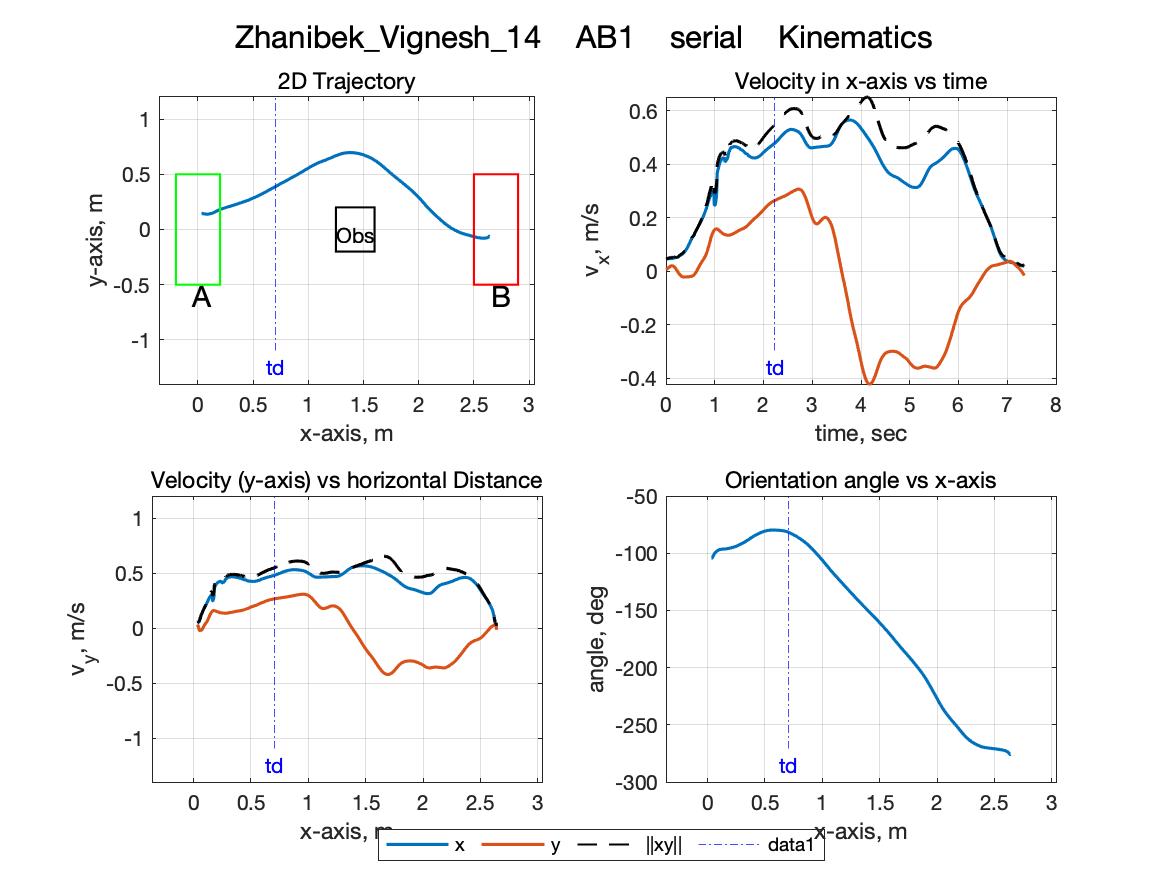 Zhanibek_Vignesh_14 AB1 serial Kinematics
2D Trajectory
y-axis, m
1
0.5
0
-0.5
-1
Obs
A
B
td
0 0.5 1 1.5 2 2.5 3
x-axis, m
Velocity in x-axis vs time
v_x, m/s
0.6
0.4
0.2
0
-0.2
-0.4
td
0 1 2 3 4 5 6 7 8
time, sec
Velocity (y-axis) vs horizontal Distance
v_y, m/s
1
0.5
0
-0.5
-1
td
0 0.5 1 1.5 2 2.5 3
x-axis, m
Orientation angle vs x-axis
angle, deg
-50
-100
-150
-200
-250
-300
td
0 0.5 1 1.5 2 2.5 3
x-axis, m
x y ||xy|| data1